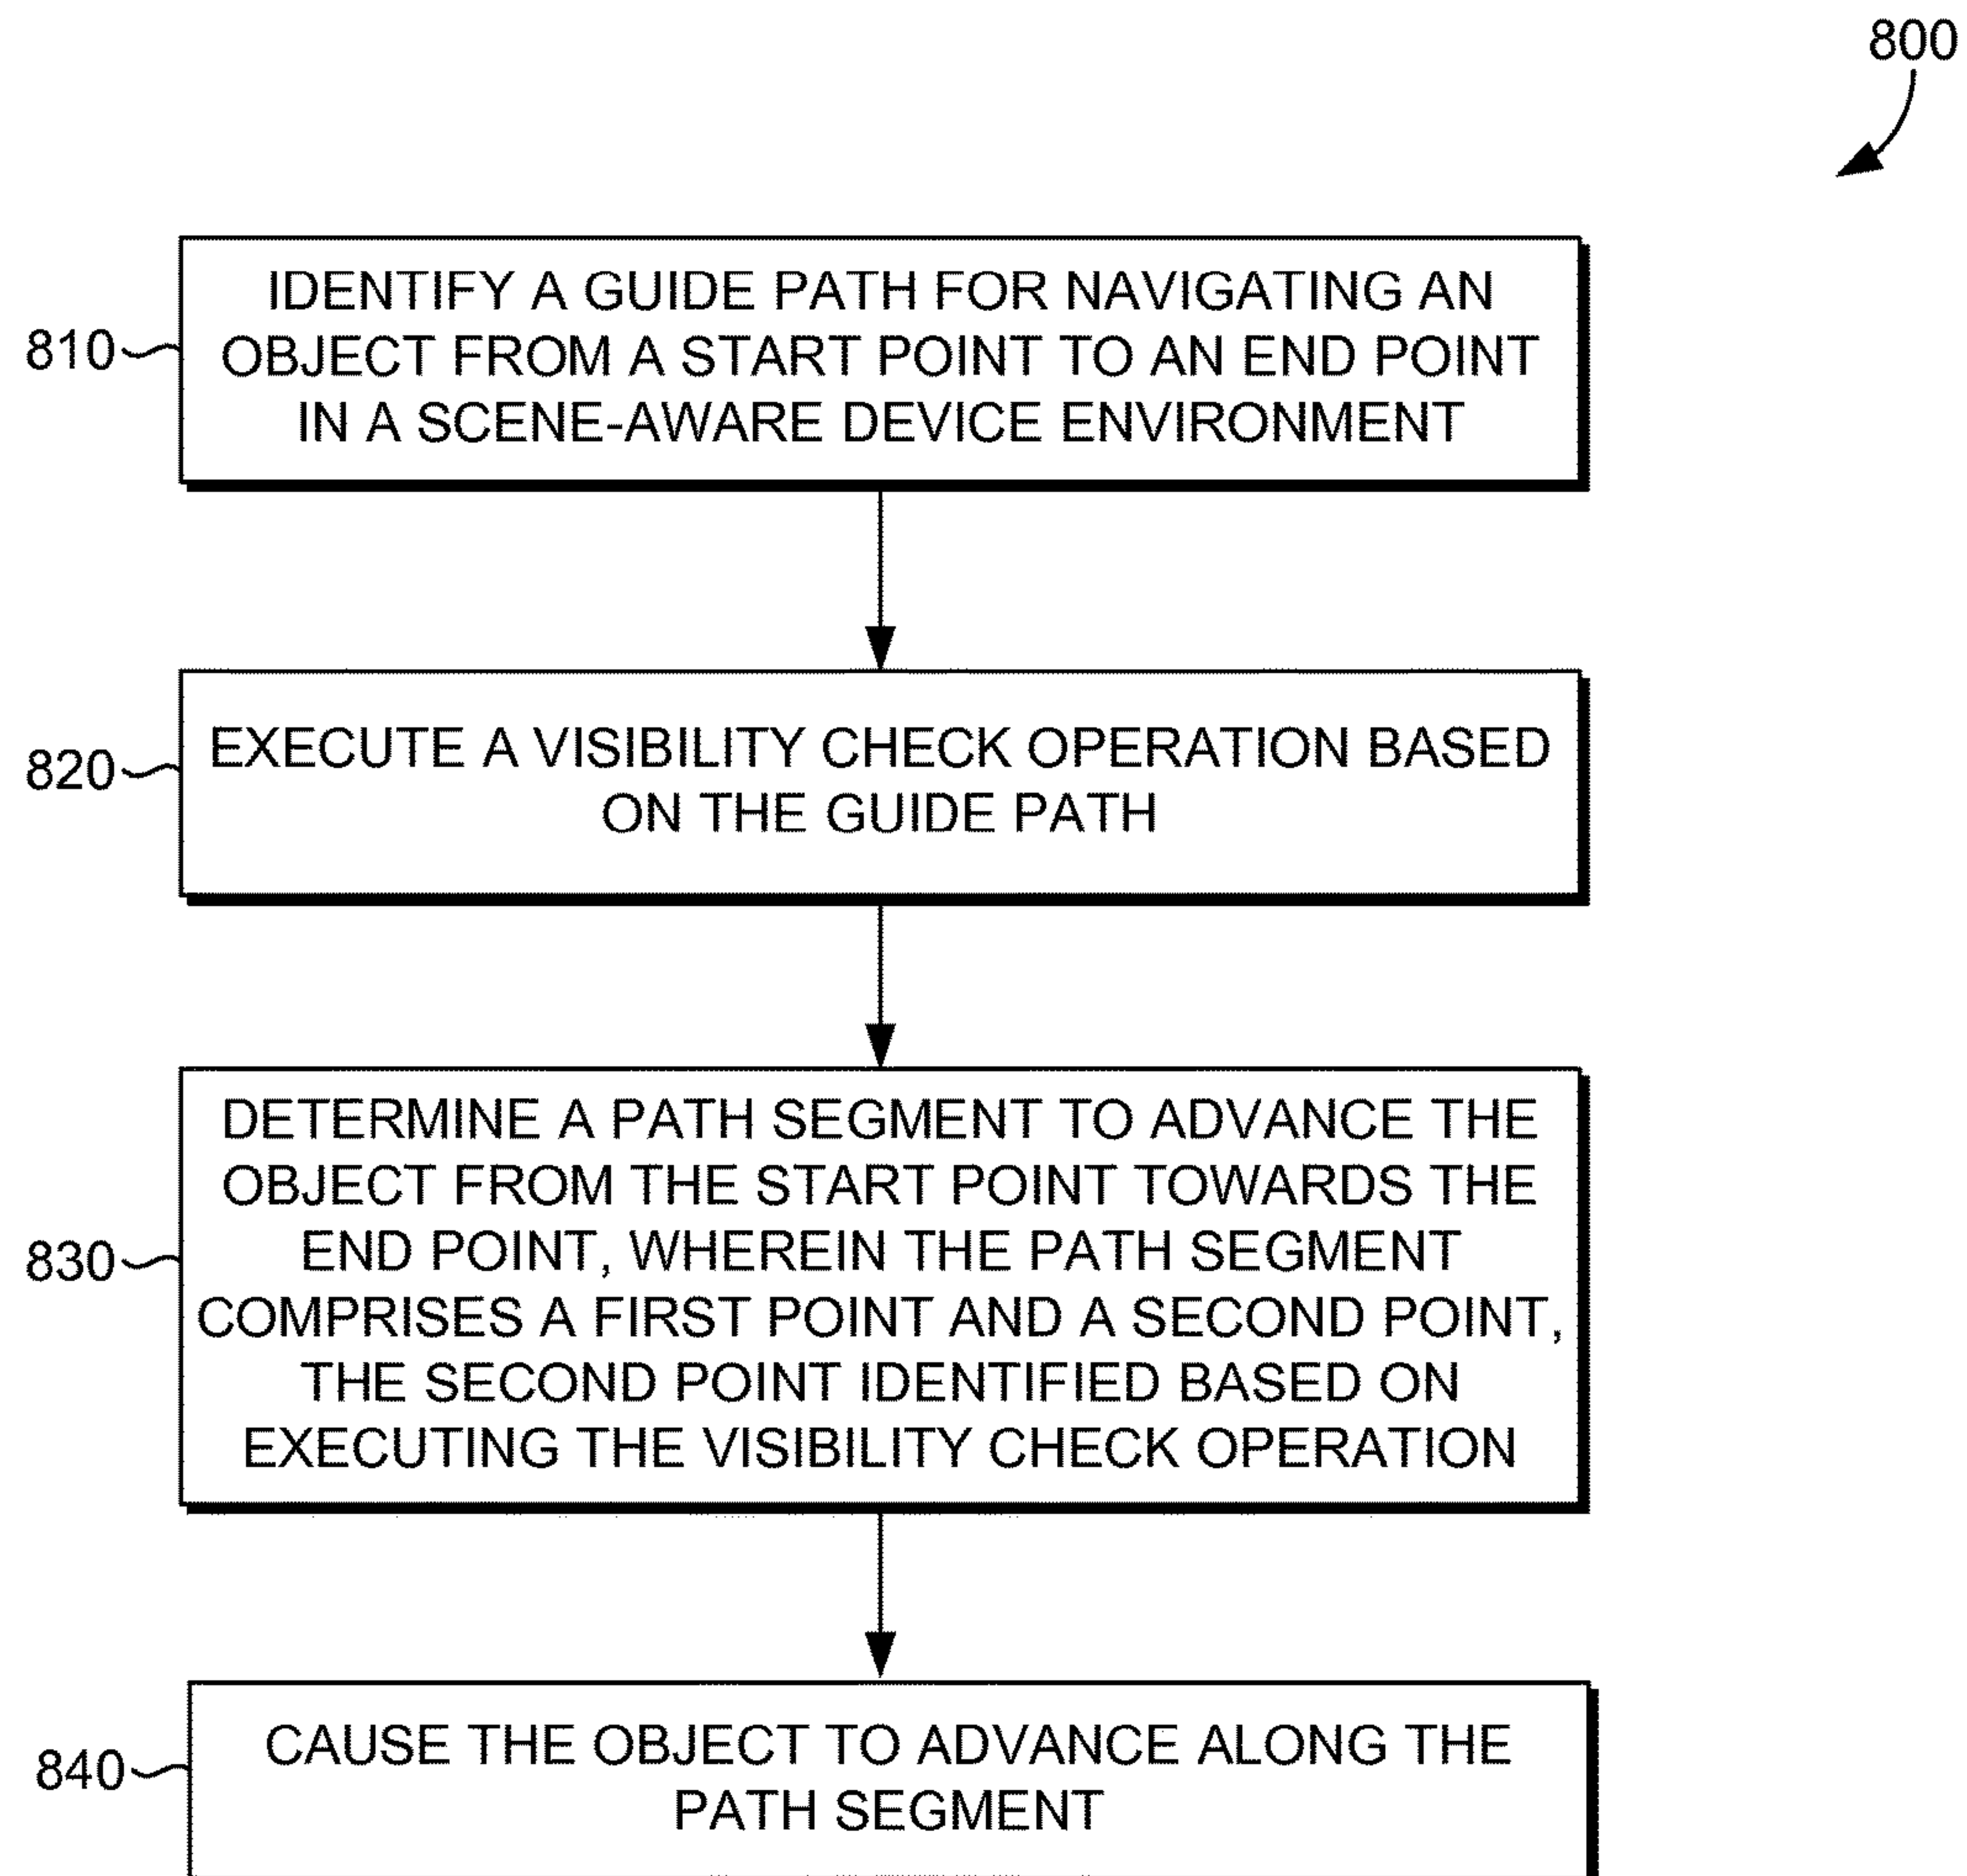 800
810
IDENTIFY A GUIDE PATH FOR NAVIGATING AN
OBJECT FROM A START POINT TO AN END POINT
IN A SCENE-AWARE DEVICE ENVIRONMENT
820
EXECUTE A VISIBILITY CHECK OPERATION BASED
ON THE GUIDE PATH
830
DETERMINE A PATH SEGMENT TO ADVANCE THE
OBJECT FROM THE START POINT TOWARDS THE
END POINT, WHEREIN THE PATH SEGMENT
COMPRISES A FIRST POINT AND A SECOND POINT,
THE SECOND POINT IDENTIFIED BASED ON
EXECUTING THE VISIBILITY CHECK OPERATION
840
CAUSE THE OBJECT TO ADVANCE ALONG THE
PATH SEGMENT